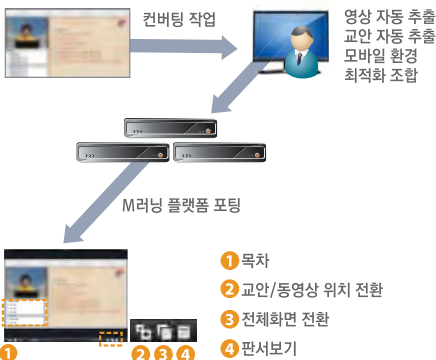 컨버팅 작업
영상 자동 추출
교안 자동 추출
모바일 환경
최적화 조합
M러닝 플랫폼 포팅
1 목차
2 교안/동영상 위치 전환
3 전체화면 전환
4 판서보기
1 2 3 4